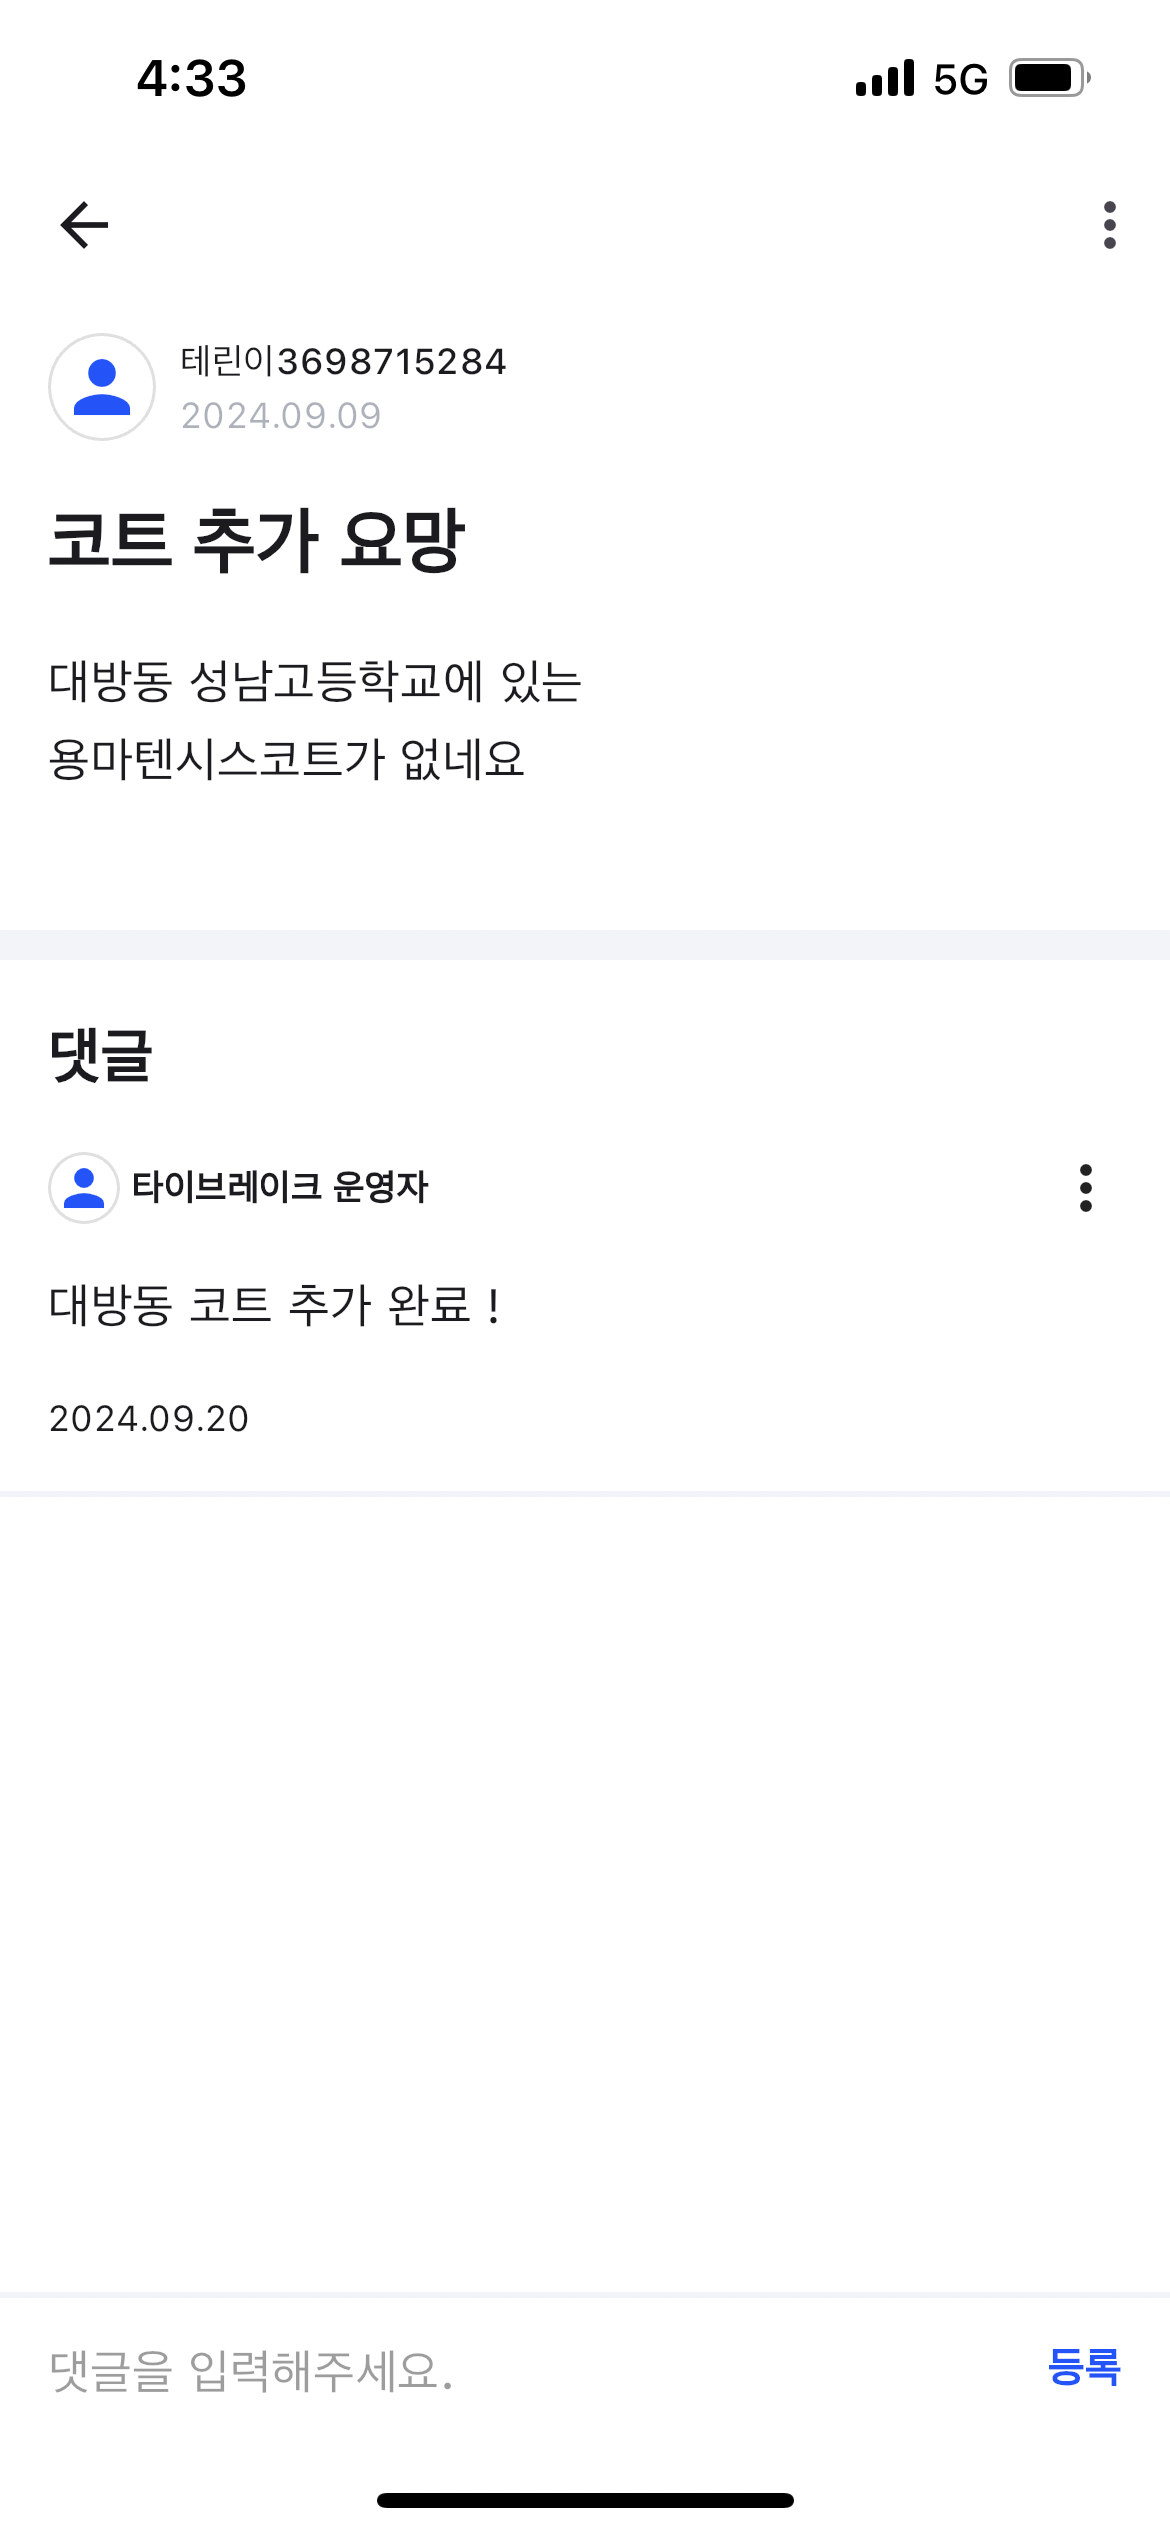 4:33
5G
테린이3698715284
2024.09.09
코트 추가 요망
대방동 성남고등학교에 있는
용마텐시스코트가 없네요
댓글
타이브레이크 운영자
대방동 코트 추가 완료 !
2024.09.20
댓글을 입력해주세요.
등록